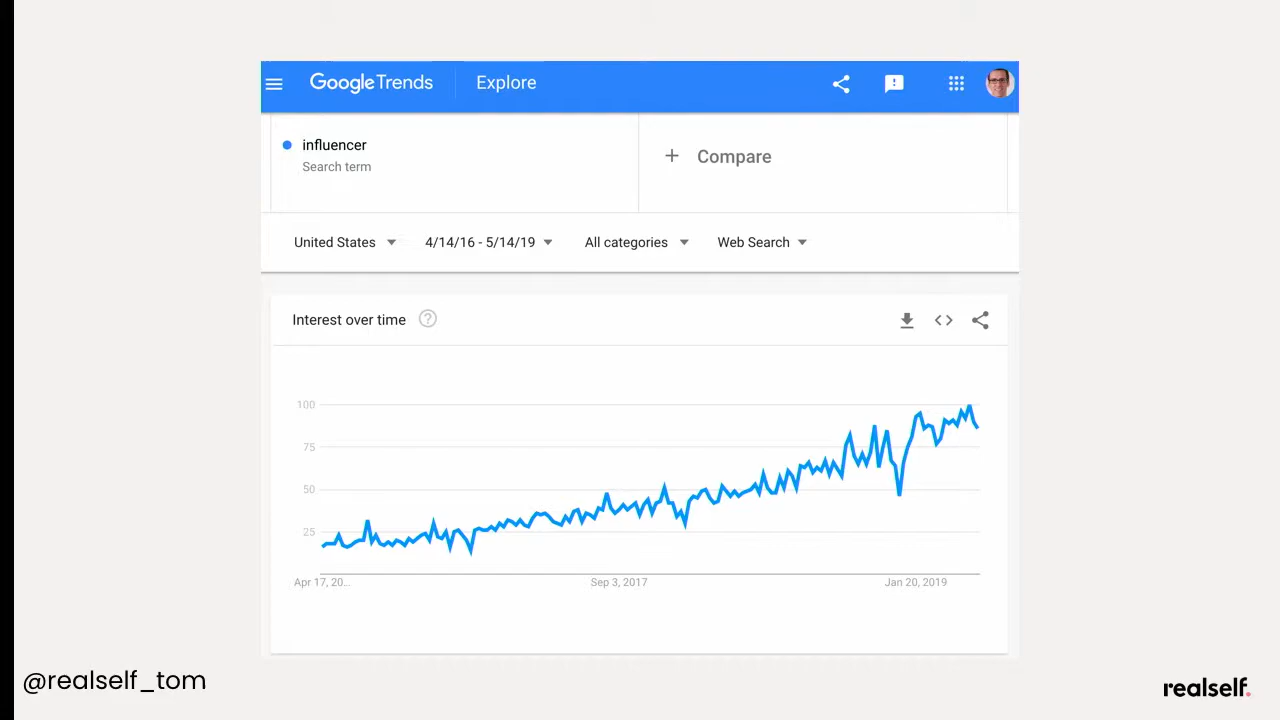 Google Trends
Explore
influencer
Search term
+ Compare
United States
4/14/16 - 5/14/19
All categories
Web Search
Interest over time
?
100
75
50
25
Apr 17, 20...
Sep 3, 2017
Jan 20, 2019
@realself_tom
realself.